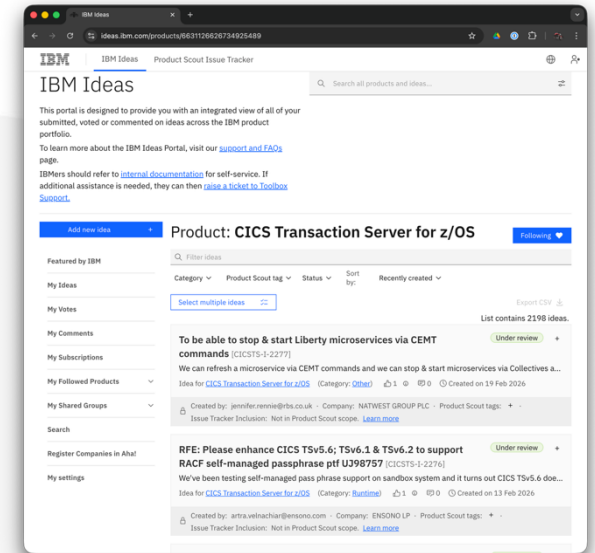 IBM Ideas
ideas.ibm.com/products/6631126626734925489
IBM
IBM Ideas
Product Scout Issue Tracker
IBM Ideas
Search all products and ideas...
This portal is designed to provide you with an integrated view of all of your
submitted, voted or commented on ideas across the IBM product
portfolio.
To learn more about the IBM Ideas Portal, visit our support and FAQs
page.
IBMers should refer to internal documentation for self-service. If
additional assistance is needed, they can then raise a ticket to Toolbox
Support.
Add new idea +
Featured by IBM
My Ideas
My Votes
My Comments
My Subscriptions
My Followed Products
My Shared Groups
Search
Register Companies in Aha!
My settings
Product: CICS Transaction Server for z/OS
Following
Filter ideas
Category Product Scout tag Status Sort by: Recently created
Select multiple ideas
Export CSV
List contains 2198 ideas.
To be able to stop & start Liberty microservices via CEMT
commands [CICSTS-I-2277]
Under review +
We can refresh a microservice via CEMT commands and we can stop & start microservices via Collectives a...
Idea for CICS Transaction Server for z/OS (Category: Other) 1 0 Created on 19 Feb 2026
Created by: jennifer.rennie@rbs.co.uk - Company: NATWEST GROUP PLC - Product Scout tags: + -
Issue Tracker Inclusion: Not in Product Scout scope. Learn more
RFE: Please enhance CICS TSv5.6; TSv6.1 & TSv6.2 to support
RACF self-managed passphrase ptf UJ98757 [CICSTS-I-2276]
Under review +
We've been testing self-managed pass phrase support on sandbox system and it turns out CICS TSv5.6 doe...
Idea for CICS Transaction Server for z/OS (Category: Runtime) 1 0 Created on 13 Feb 2026
Created by: artra.velnachiar@ensono.com - Company: ENSONO LP - Product Scout tags: + -
Issue Tracker Inclusion: Not in Product Scout scope. Learn more